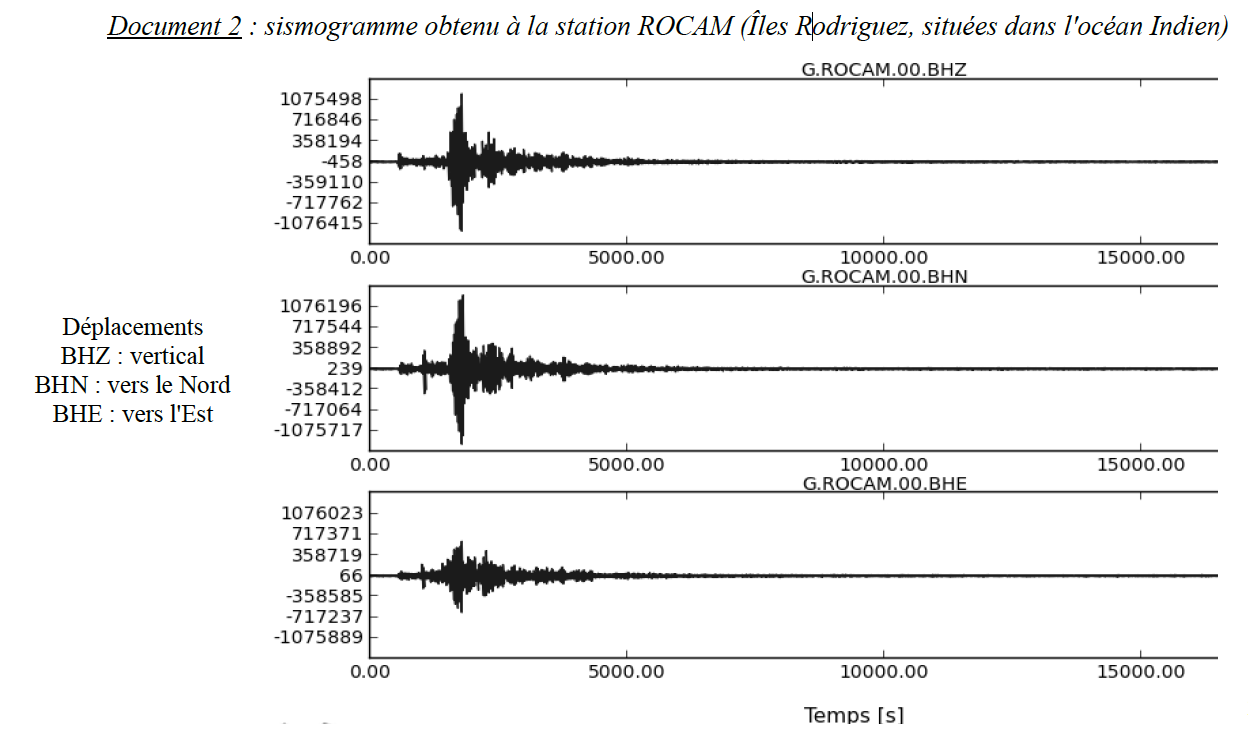 Document 2 : sismogramme obtenu à la station ROCAM (Îles Rodriguez, situées dans l'océan Indien)
G.ROCAM.00.BHZ
1075498
716846
358194
-458
-359110
-717762
-1076415
0.00 5000.00 10000.00 15000.00
G.ROCAM.00.BHN
Déplacements
BHZ : vertical
BHN : vers le Nord
BHE : vers l'Est
1076196
717544
358892
239
-358412
-717064
-1075717
0.00 5000.00 10000.00 15000.00
G.ROCAM.00.BHE
1076023
717371
358719
66
-358585
-717237
-1075889
0.00 5000.00 10000.00 15000.00
Temps [s]